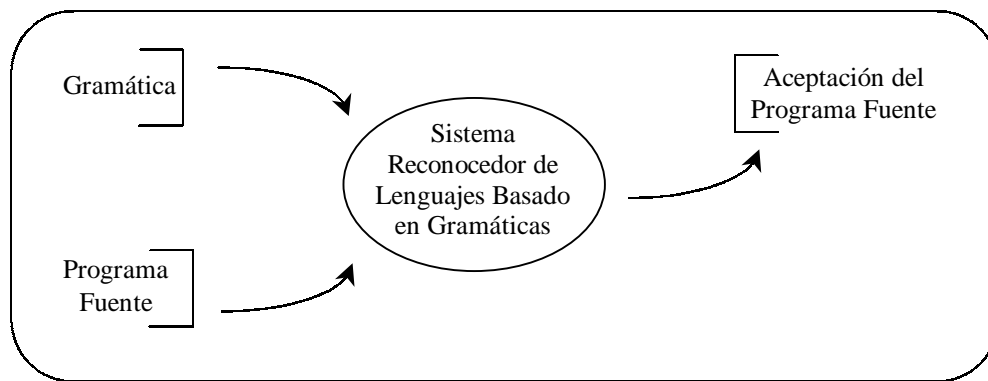 Gramática
Programa
Fuente
Sistema
Reconocedor de
Lenguajes Basado
en Gramáticas
Aceptación del
Programa Fuente